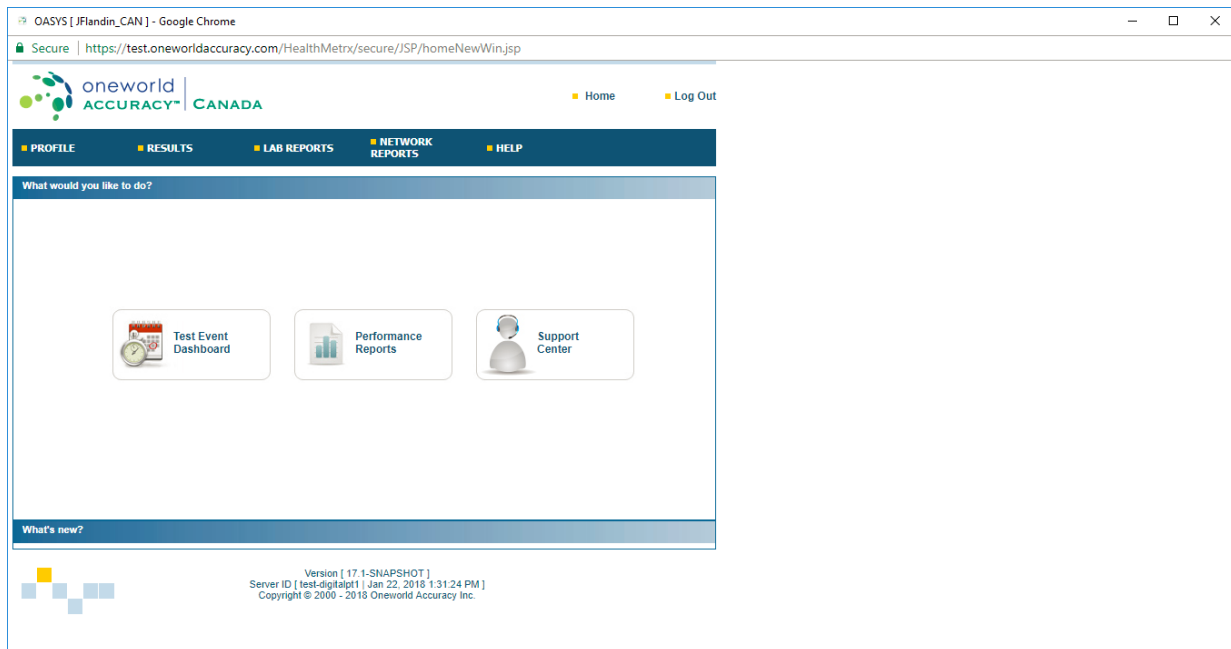 OASYS [ JFlandin_CAN ] - Google Chrome
Secure | https://test.oneworldaccuracy.com/HealthMetrx/secure/JSP/homeNewWin.jsp
oneworld
ACCURACY™ CANADA
Home
Log Out
PROFILE
RESULTS
LAB REPORTS
NETWORK
REPORTS
HELP
What would you like to do?
Test Event
Dashboard
Performance
Reports
Support
Center
What's new?
Version [ 17.1-SNAPSHOT ]
Server ID [ test-digitalpt1 | Jan 22, 2018 1:31:24 PM ]
Copyright © 2000 - 2018 Oneworld Accuracy Inc.